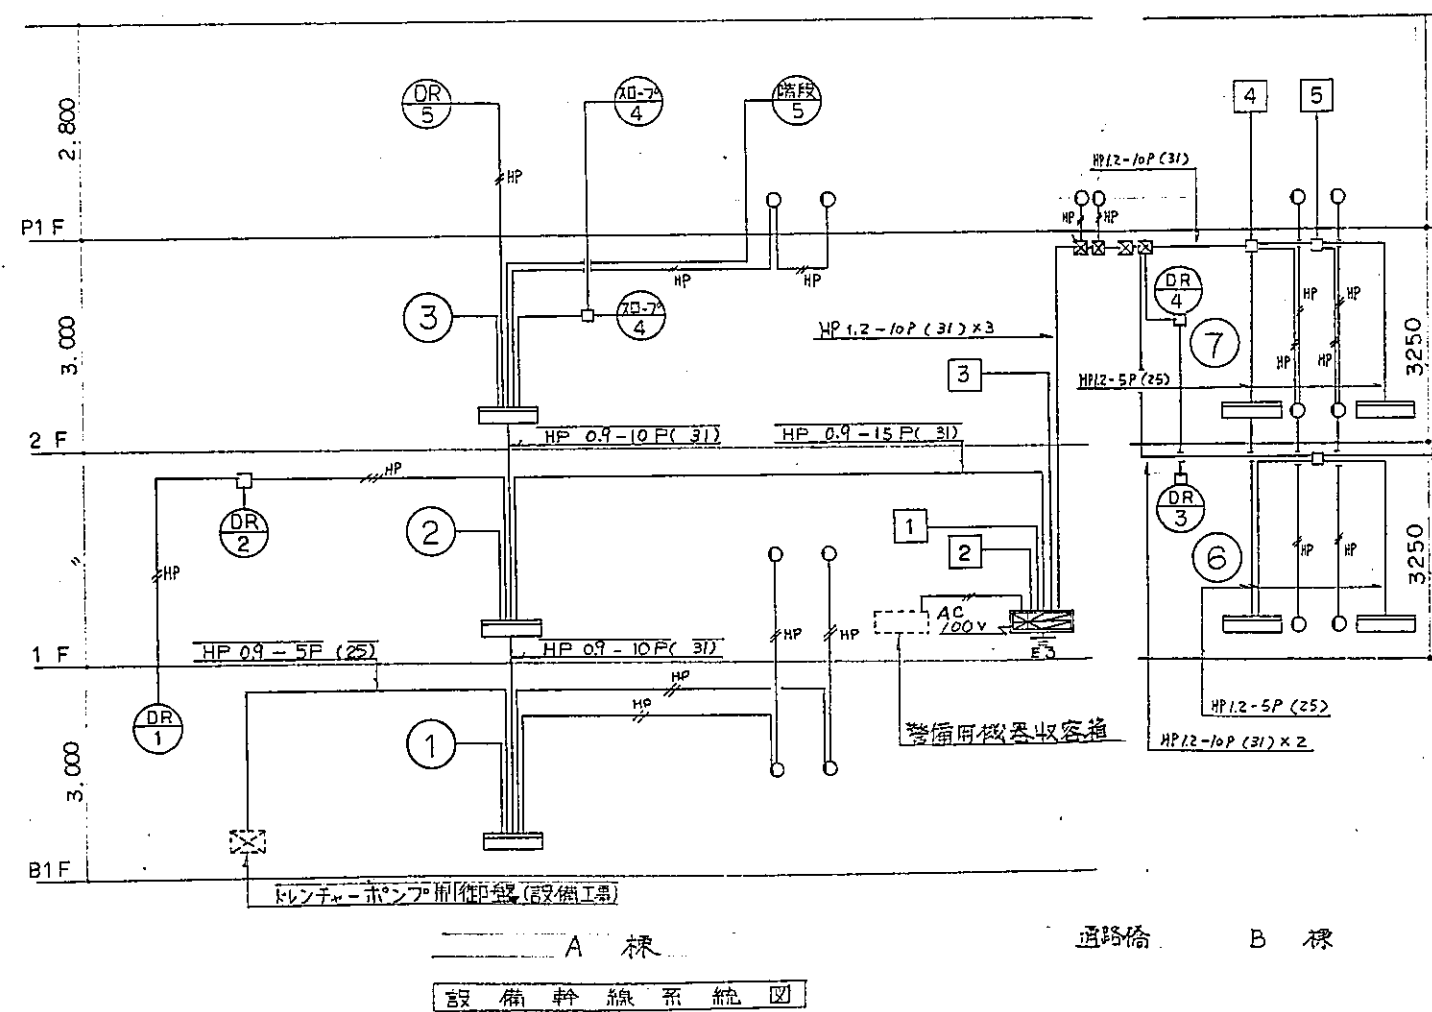 DR
5
スロープ
4
階段
5
4
5
2.800
HP
HP1.2-10P(31)
HP
HP
P1F
HP
HP
3
スロープ
4
DR
4
7
HP
HP
3.000
HP 1.2-10P(31)×3
3
HP
HP
3250
HP1.2-5P(25)
HP 0.9-10P(31)
HP 0.9-15P(31)
2F
HP
DR
2
2
1
2
DR
3
6
HP
HP
3250
〃
HP
AC
100V
HP
HP
E3
1F
HP 0.9-5P(25)
HP 0.9-10P(31)
HP
HP
DR
1
1
警備用機器収容箱
HP1.2-5P(25)
HP1.2-10P(31)×2
3.000
B1F
ドレンチャーポンプ制御盤(設備工事)
A 棟
通路橋
B 棟
設備幹線系統図